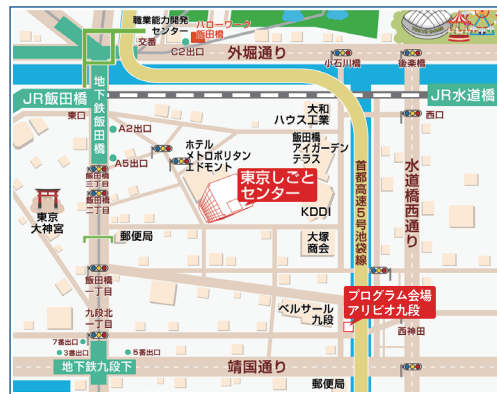 職業能力開発
センター
ハローワーク
飯田橋
交番
C2出口
外堀通り
小石川橋
後楽橋
JR飯田橋
地下鉄飯田橋
JR水道橋
東口
西口
A2出口
大和
ハウス工業
ホテル
メトロポリタン
エドモント
飯田橋
アイガーデン
テラス
A5出口
飯田橋
三丁目
東京しごと
センター
首都高速5号池袋線
水道橋西通り
東京
大神宮
飯田橋
二丁目
KDDI
郵便局
大塚
商会
飯田橋
一丁目
プログラム会場
アリビオ九段
ベルサール
九段
九段北
一丁目
西神田
7番出口
3番出口
5番出口
地下鉄九段下
靖国通り
郵便局